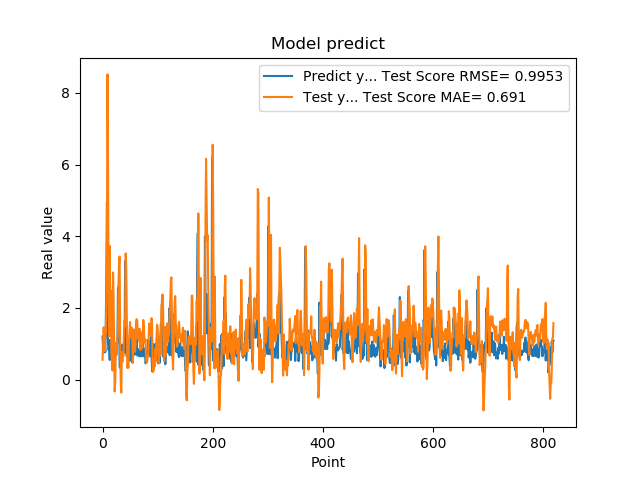 Model predict
Predict y... Test Score RMSE= 0.9953
Test y... Test Score MAE= 0.691
8
6
4
2
0
Real value
0 200 400 600 800
Point